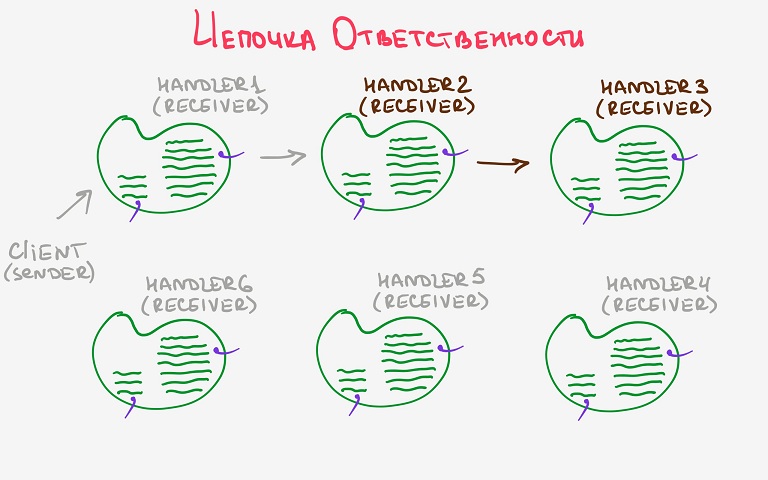 Цепочка Ответственности
HANDLER1
(RECEIVER)
HANDLER2
(RECEIVER)
HANDLER3
(RECEIVER)
CLIENT
(SENDER)
HANDLER6
(RECEIVER)
HANDLER5
(RECEIVER)
HANDLER4
(RECEIVER)